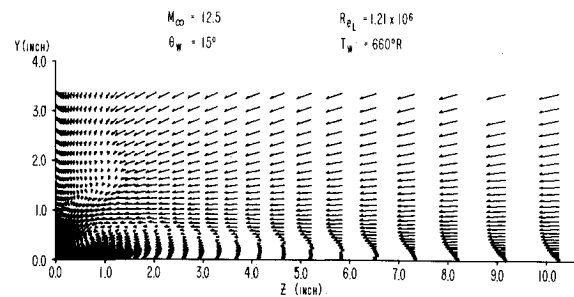 M∞ = 12.5 Re_L = 1.21 x 10⁶
θw = 15° Tw = 660°R
Y (INCH)
4.0
3.0
2.0
1.0
0.0
0.0 1.0 2.0 3.0 4.0 5.0 6.0 7.0 8.0 9.0 10.0
Z (INCH)